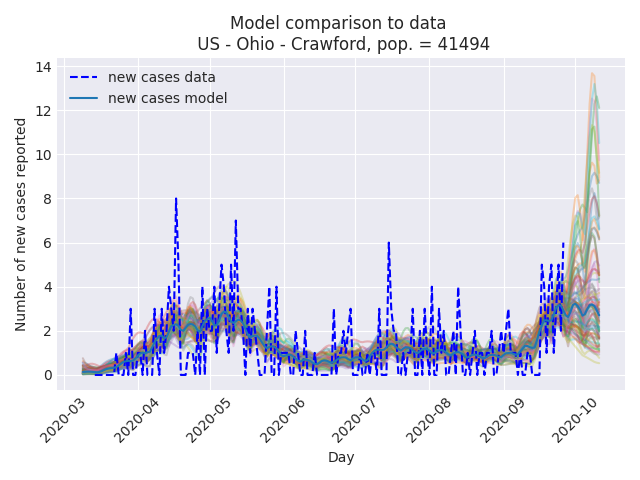 Model comparison to data
US - Ohio - Crawford, pop. = 41494
new cases data
new cases model
Number of new cases reported
14
12
10
8
6
4
2
0
2020-03
2020-04
2020-05
2020-06
2020-07
2020-08
2020-09
2020-10
Day